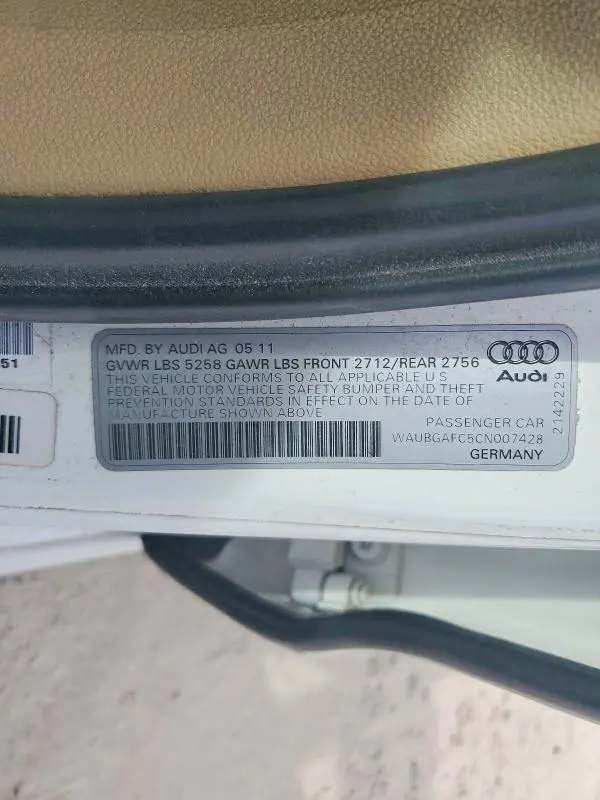 51
MFD. BY AUDI AG 05 11
GVWR LBS 5258 GAWR LBS FRONT 2712/REAR 2756
THIS VEHICLE CONFORMS TO ALL APPLICABLE U S
FEDERAL MOTOR VEHICLE SAFETY BUMPER AND THEFT
PREVENTION STANDARDS IN EFFECT ON THE DATE OF
MANUFACTURE SHOWN ABOVE
PASSENGER CAR
WAUBGAFC5CN007428
GERMANY
Audi
2142229